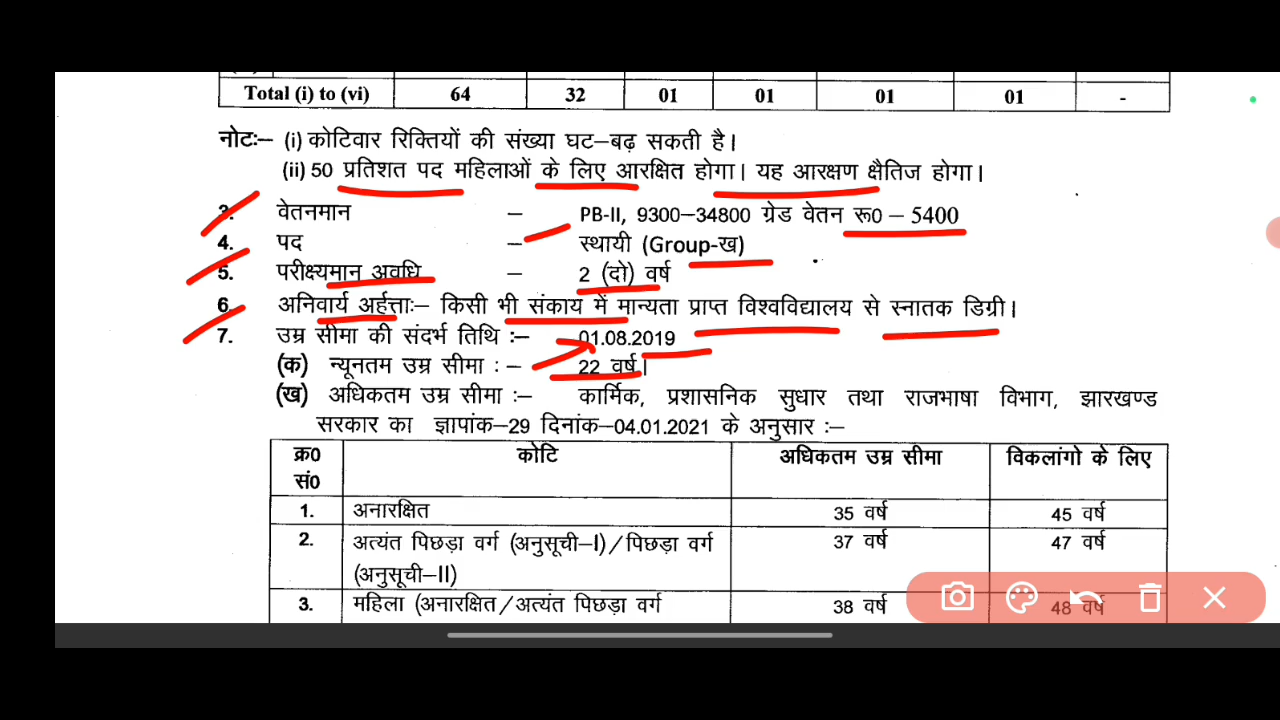 Total (i) to (vi) 64 32 01 01 01 01 -
नोटः– (i) कोटिवार रिक्तियों की संख्या घट–बढ़ सकती है।
(ii) 50 प्रतिशत पद महिलाओं के लिए आरक्षित होगा। यह आरक्षण क्षैतिज होगा।
3. वेतनमान – PB-II, 9300–34800 ग्रेड वेतन रू0 – 5400
4. पद – स्थायी (Group-ख)
5. परीक्ष्यमान अवधि – 2 (दो) वर्ष
6. अनिवार्य अर्हत्ताः– किसी भी संकाय में मान्यता प्राप्त विश्वविद्यालय से स्नातक डिग्री।
7. उम्र सीमा की संदर्भ तिथि :– 01.08.2019
(क) न्यूनतम उम्र सीमा : – 22 वर्ष।
(ख) अधिकतम उम्र सीमा :– कार्मिक, प्रशासनिक सुधार तथा राजभाषा विभाग, झारखण्ड
सरकार का ज्ञापांक–29 दिनांक–04.01.2021 के अनुसार :–
क्र0 सं0 कोटि अधिकतम उम्र सीमा विकलांगो के लिए
1. अनारक्षित 35 वर्ष 45 वर्ष
2. अत्यंत पिछड़ा वर्ग (अनुसूची–I)/पिछड़ा वर्ग 37 वर्ष 47 वर्ष
(अनुसूची–II)
3. महिला (अनारक्षित/अत्यंत पिछड़ा वर्ग 38 वर्ष 48 वर्ष